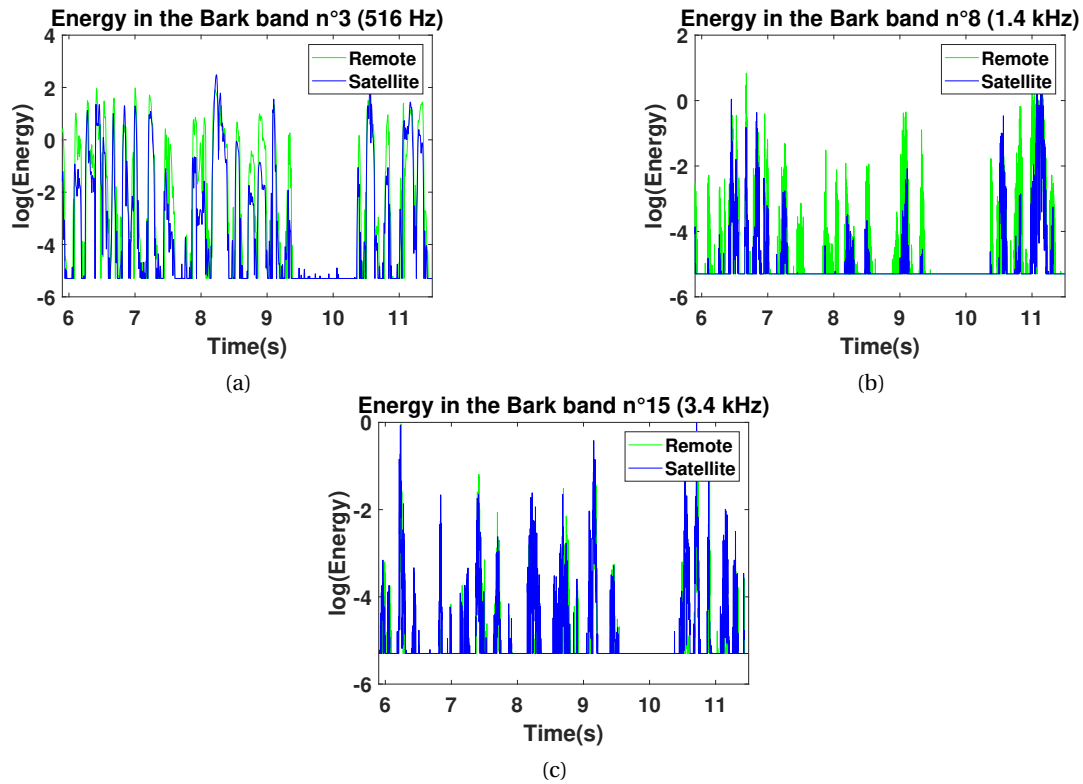 Energy in the Bark band n°3 (516 Hz)
4
2
0
-2
-4
-6
log(Energy)
Remote
Satellite
6 7 8 9 10 11
Time(s)
(a)
Energy in the Bark band n°8 (1.4 kHz)
2
0
-2
-4
-6
log(Energy)
Remote
Satellite
6 7 8 9 10 11
Time(s)
(b)
Energy in the Bark band n°15 (3.4 kHz)
0
-2
-4
-6
log(Energy)
Remote
Satellite
6 7 8 9 10 11
Time(s)
(c)